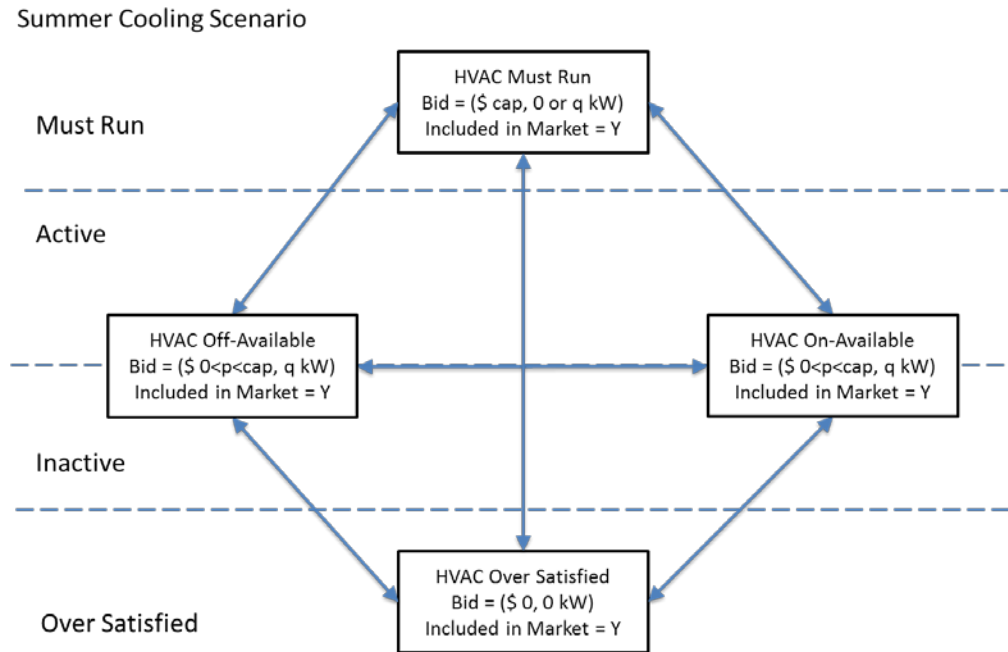 Summer Cooling Scenario
HVAC Must Run
Bid = ($ cap, 0 or q kW)
Included in Market = Y
Must Run
Active
HVAC Off-Available
Bid = ($ 0<p<cap, q kW)
Included in Market = Y
HVAC On-Available
Bid = ($ 0<p<cap, q kW)
Included in Market = Y
Inactive
HVAC Over Satisfied
Bid = ($ 0, 0 kW)
Included in Market = Y
Over Satisfied